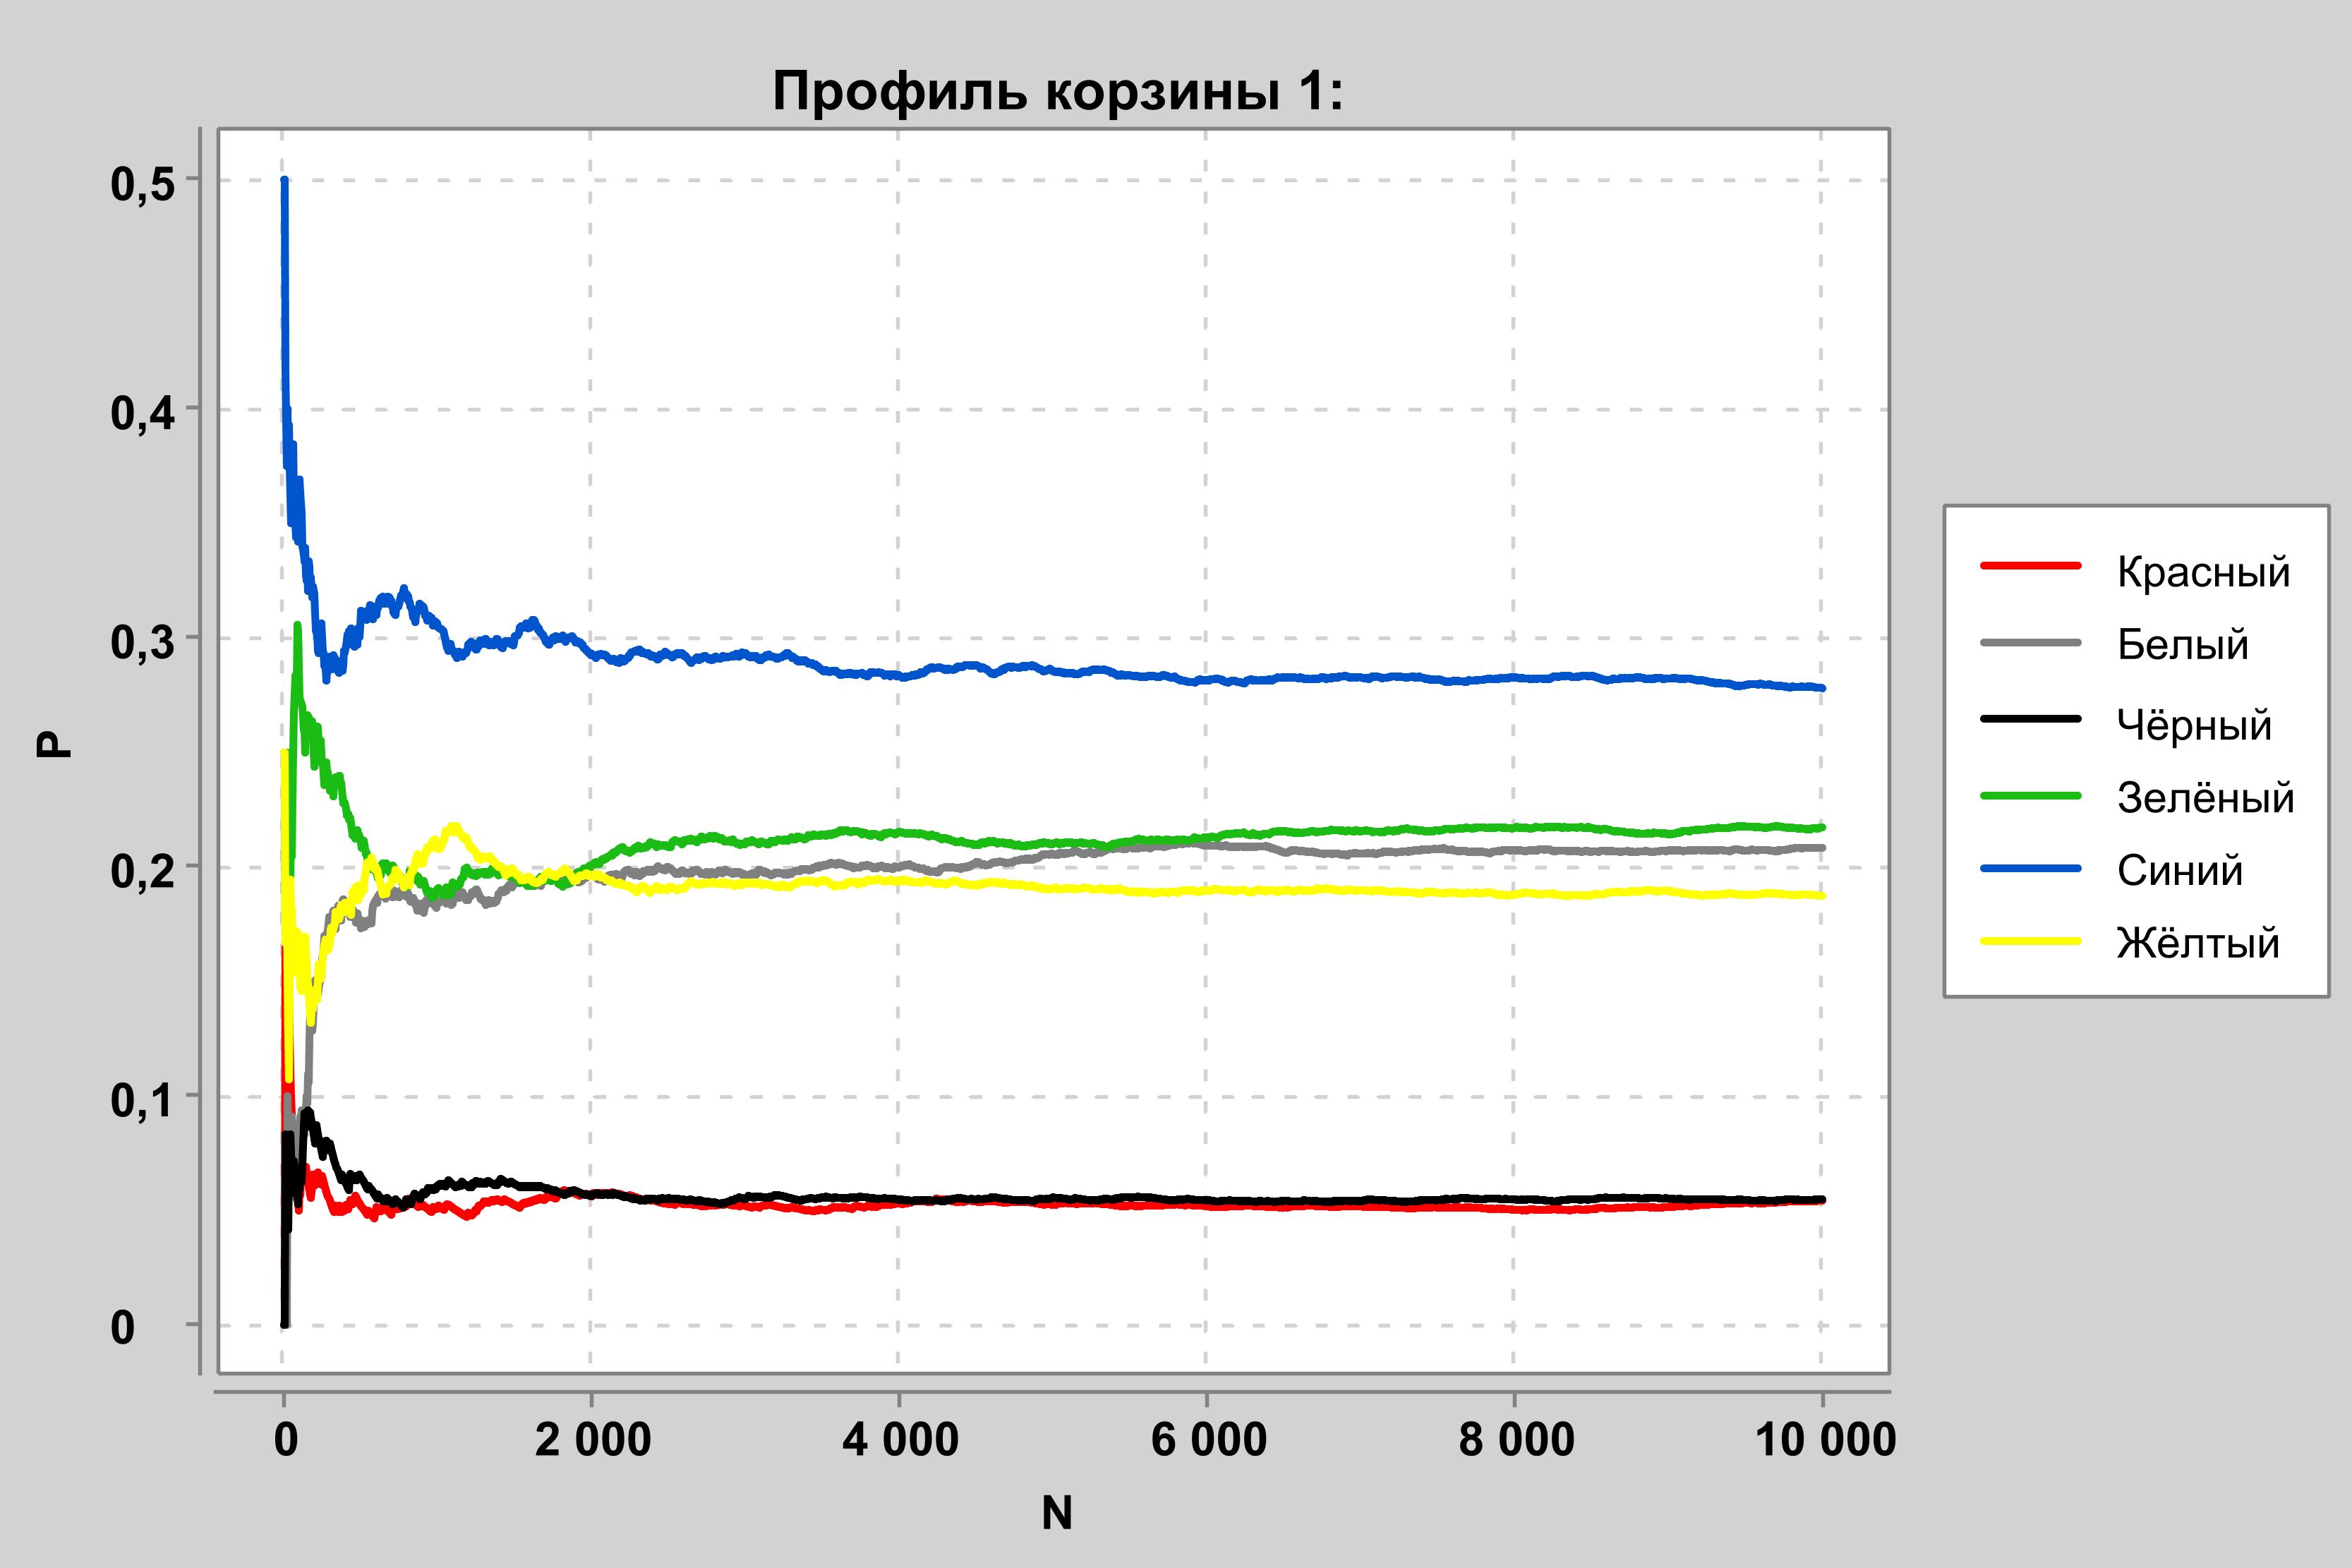 Профиль корзины 1:
0,5
0,4
0,3
0,2
0,1
0
P
0 2 000 4 000 6 000 8 000 10 000
N
Красный
Белый
Чёрный
Зелёный
Синий
Жёлтый